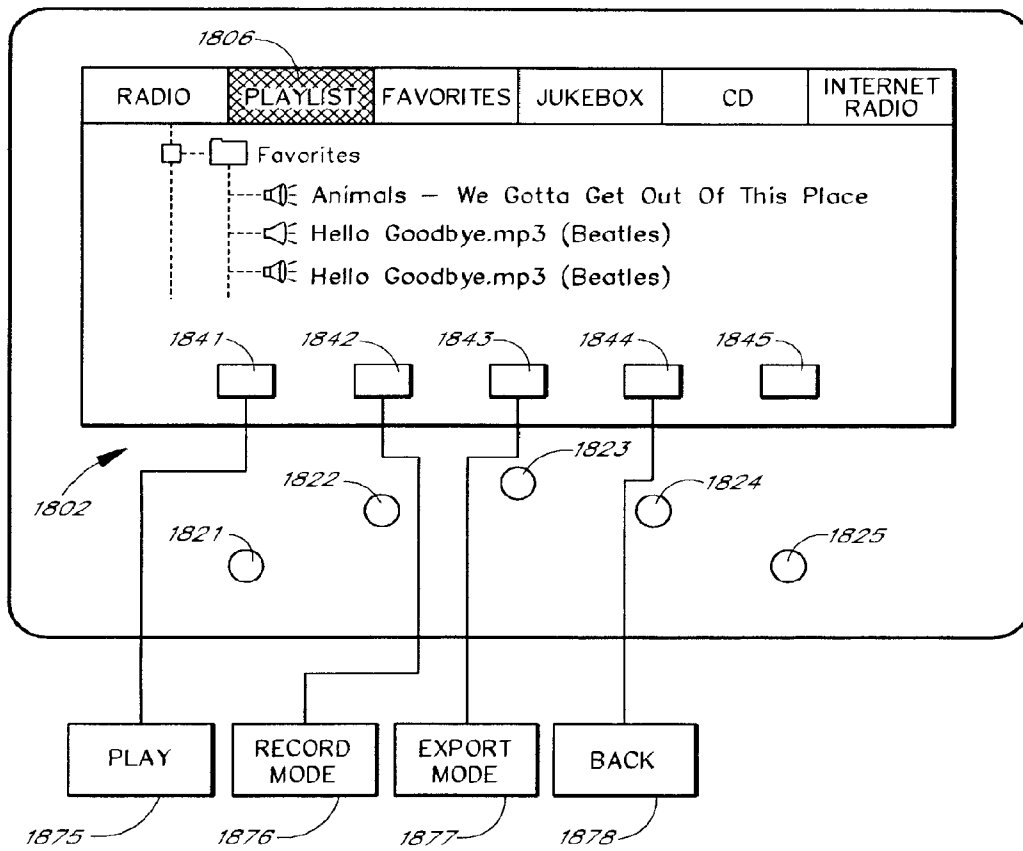 1806
RADIO PLAYLIST FAVORITES JUKEBOX CD INTERNET RADIO
Favorites
Animals – We Gotta Get Out Of This Place
Hello Goodbye.mp3 (Beatles)
Hello Goodbye.mp3 (Beatles)
1841 1842 1843 1844 1845
1802
1821 1822 1823 1824 1825
PLAY
RECORD MODE
EXPORT MODE
BACK
1875 1876 1877 1878